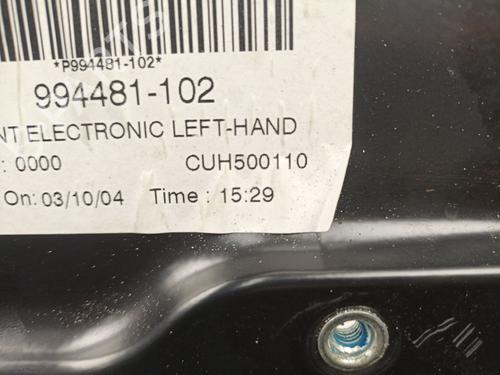 *P994481-102*
994481-102
NT ELECTRONIC LEFT-HAND
: 0000 CUH500110
On: 03/10/04 Time : 15:29